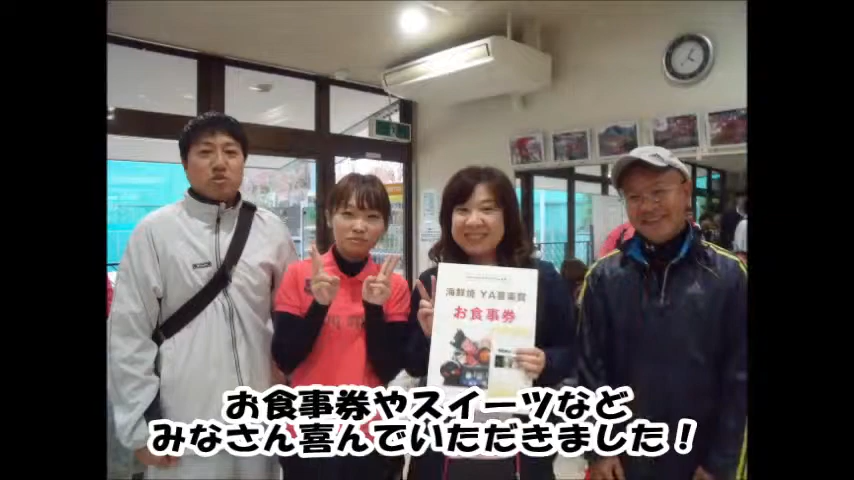 海鮮焼 YA喜楽賀
お食事券
お食事券やスイーツなど
みなさん喜んでいただきました!